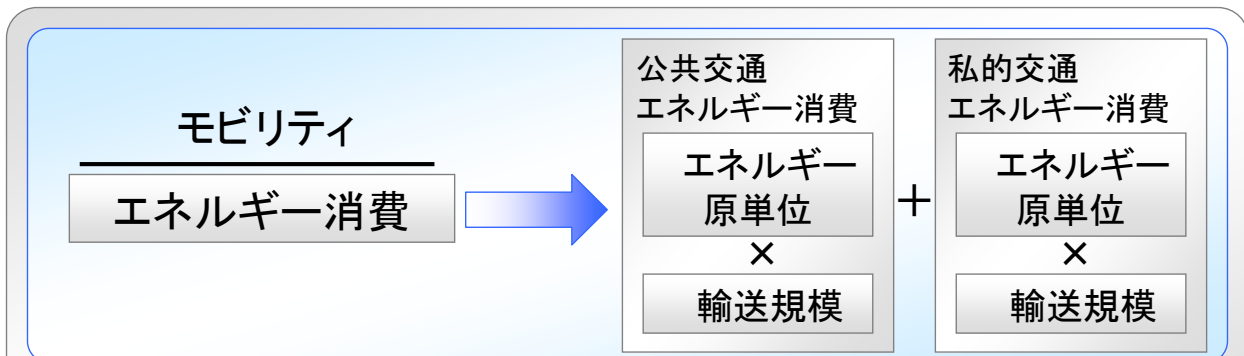 モビリティ
エネルギー消費
公共交通
エネルギー消費
エネルギー
原単位
×
輸送規模
+
私的交通
エネルギー消費
エネルギー
原単位
×
輸送規模